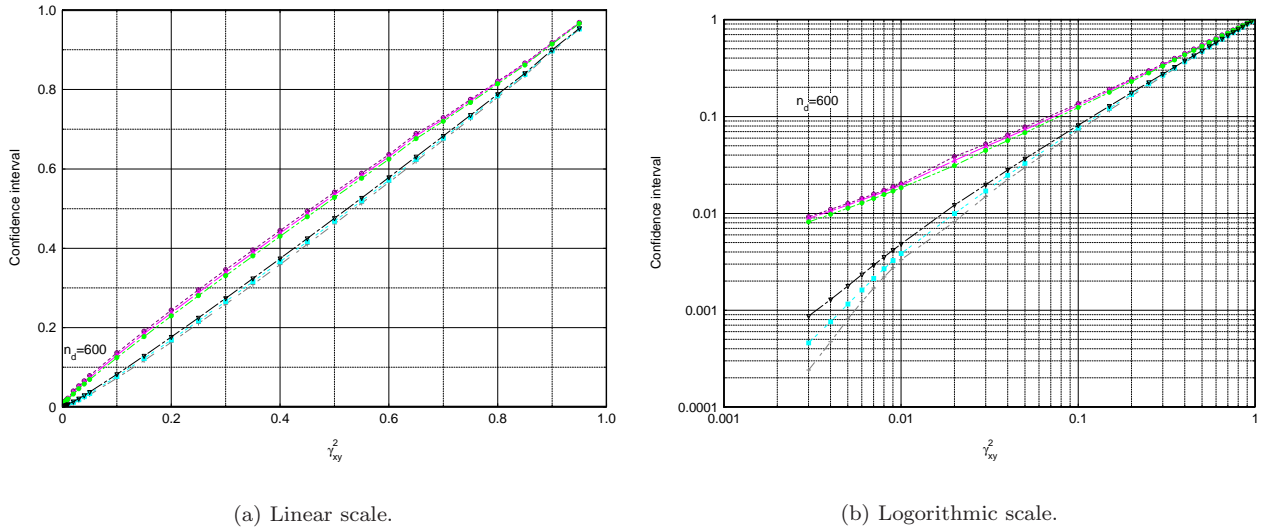 1.0
0.8
0.6
0.4
0.2
0
Confidence interval
n_d=600
0 0.2 0.4 0.6 0.8 1.0
γ²xy
(a) Linear scale.
1
0.1
0.01
0.001
0.0001
Confidence interval
n_d=600
0.001 0.01 0.1 1
γ²xy
(b) Logorithmic scale.